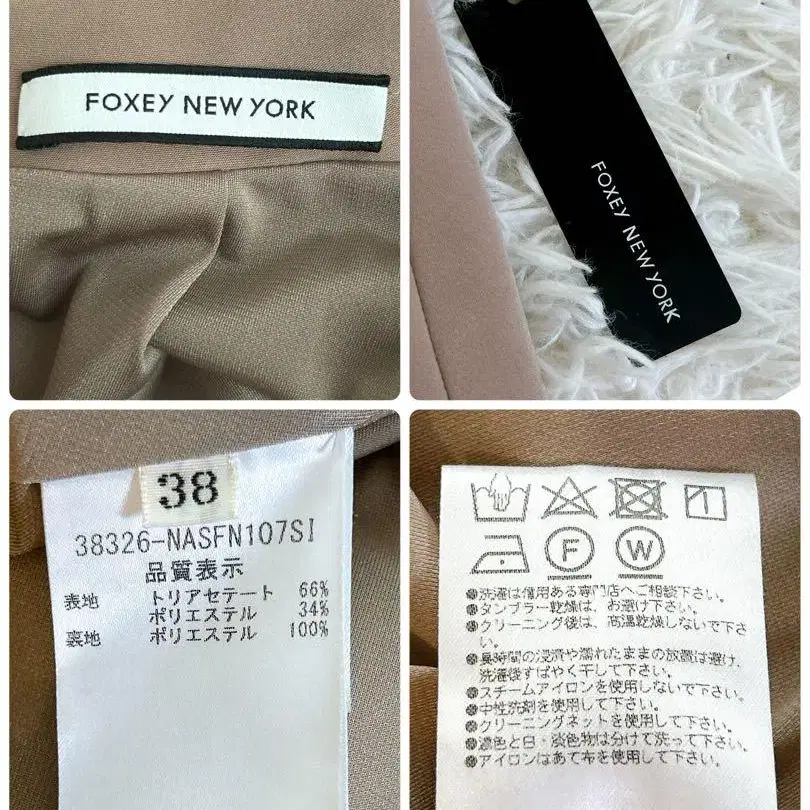 FOXEY NEW YORK
FOXEY NEW YORK
38
38326-NASFN107SI
品質表示
表地 トリアセテート 66%
ポリエステル 34%
裏地 ポリエステル 100%
F W
●洗濯は信用ある専門店へご相談下さい。
●タンブラー乾燥は、お避け下さい。
●クリーニング後は、高温乾燥しないで下さ
い。
●長時間の浸漬や濡れたままの放置は避け、
洗濯後すばやく干して下さい。
●スチームアイロンを使用しないで下さい。
●中性洗剤を使用して下さい。
●クリーニングネットを使用して下さい。
●濃色と白・淡色物は分けて洗って下さい。
●アイロンはあて布を使用して下さい。